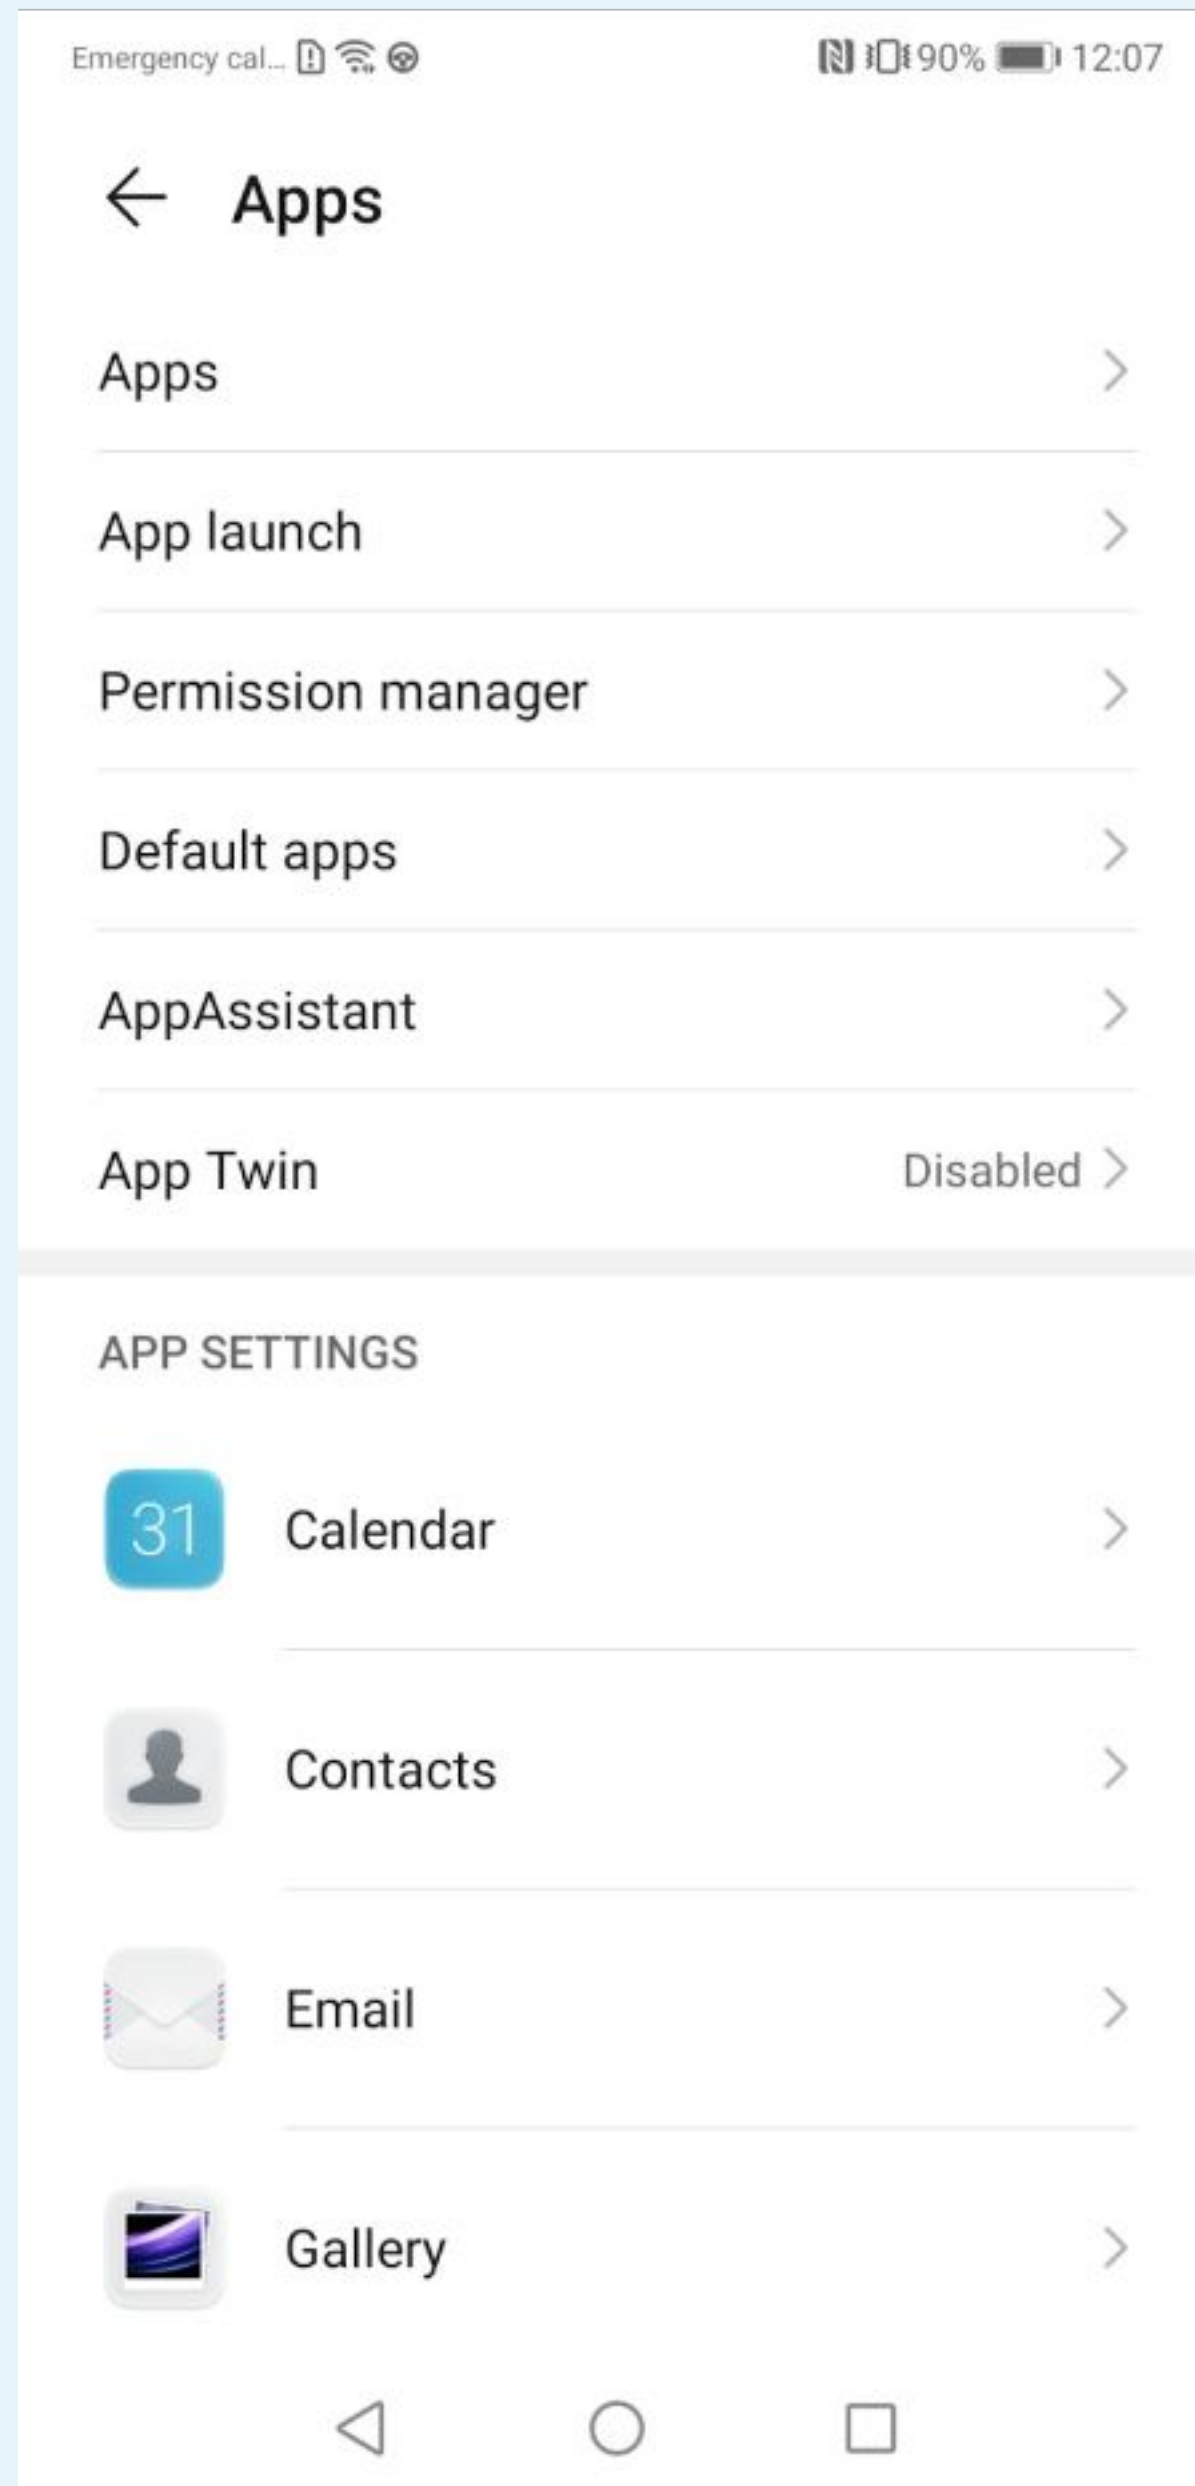 Emergency cal... 90% 12:07
Apps
Apps
App launch
Permission manager
Default apps
AppAssistant
App Twin Disabled
APP SETTINGS
31 Calendar
Contacts
Email
Gallery